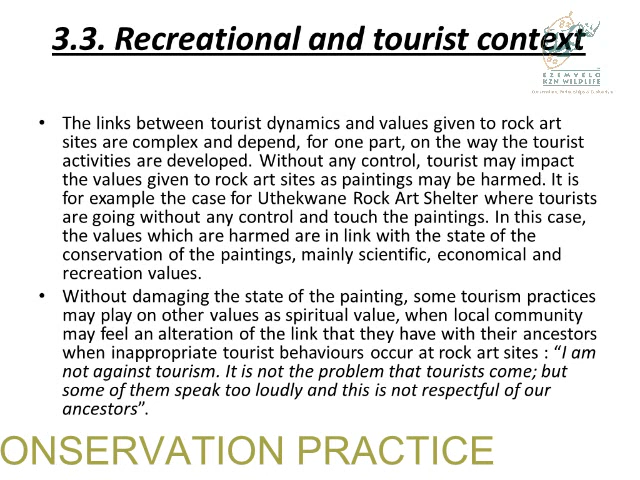 3.3. Recreational and tourist context
EZEMVELO
KZN WILDLIFE
• The links between tourist dynamics and values given to rock art
sites are complex and depend, for one part, on the way the tourist
activities are developed. Without any control, tourist may impact
the values given to rock art sites as paintings may be harmed. It is
for example the case for Uthekwane Rock Art Shelter where tourists
are going without any control and touch the paintings. In this case,
the values which are harmed are in link with the state of the
conservation of the paintings, mainly scientific, economical and
recreation values.
• Without damaging the state of the painting, some tourism practices
may play on other values as spiritual value, when local community
may feel an alteration of the link that they have with their ancestors
when inappropriate tourist behaviours occur at rock art sites : “I am
not against tourism. It is not the problem that tourists come; but
some of them speak too loudly and this is not respectful of our
ancestors”.
ONSERVATION PRACTICE